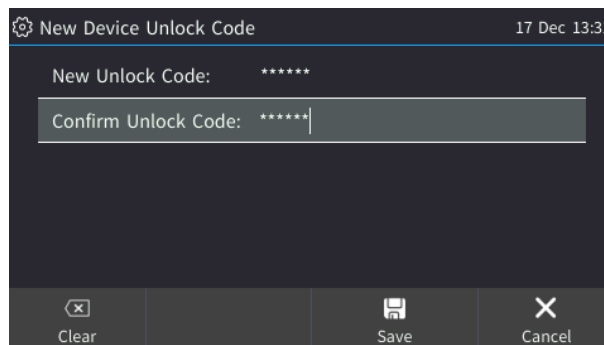 New Device Unlock Code
17 Dec 13:3
New Unlock Code: ******
Confirm Unlock Code: ******
Clear
Save
Cancel